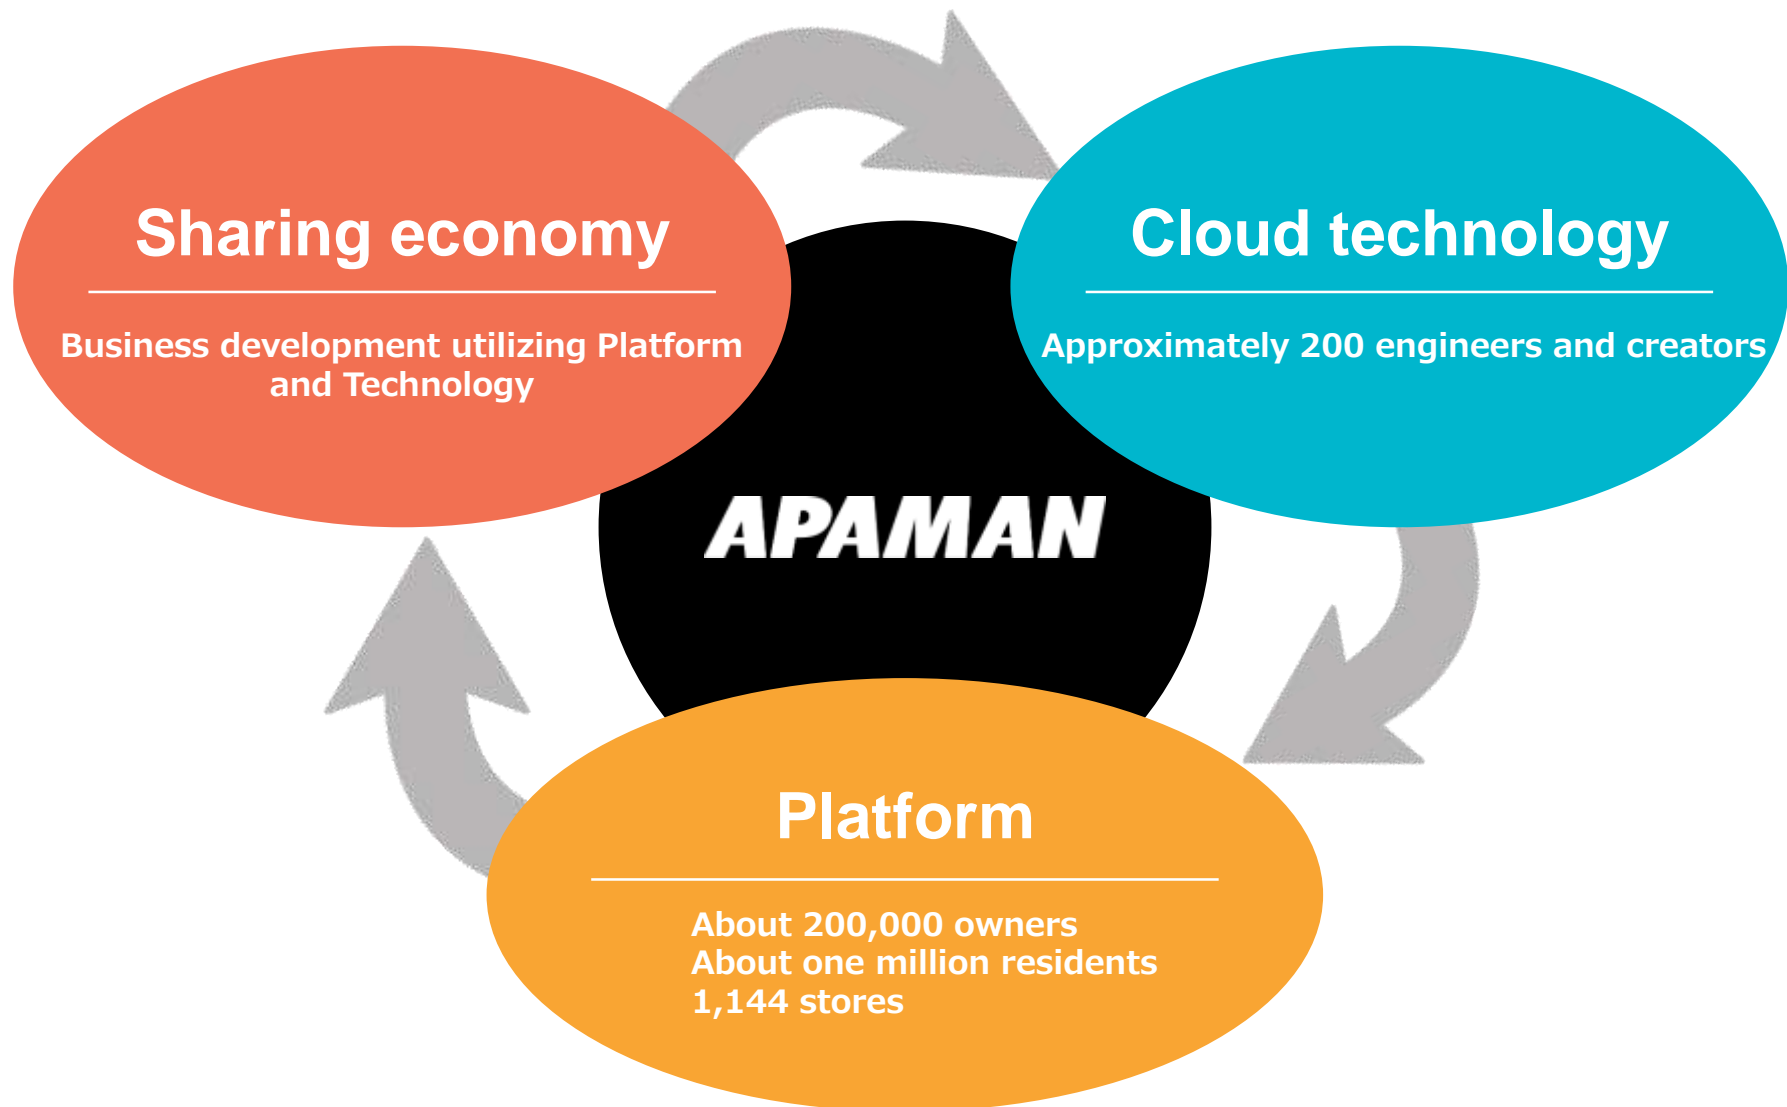 Sharing economy
Business development utilizing Platform
and Technology
Cloud technology
Approximately 200 engineers and creators
APAMAN
Platform
About 200,000 owners
About one million residents
1,144 stores